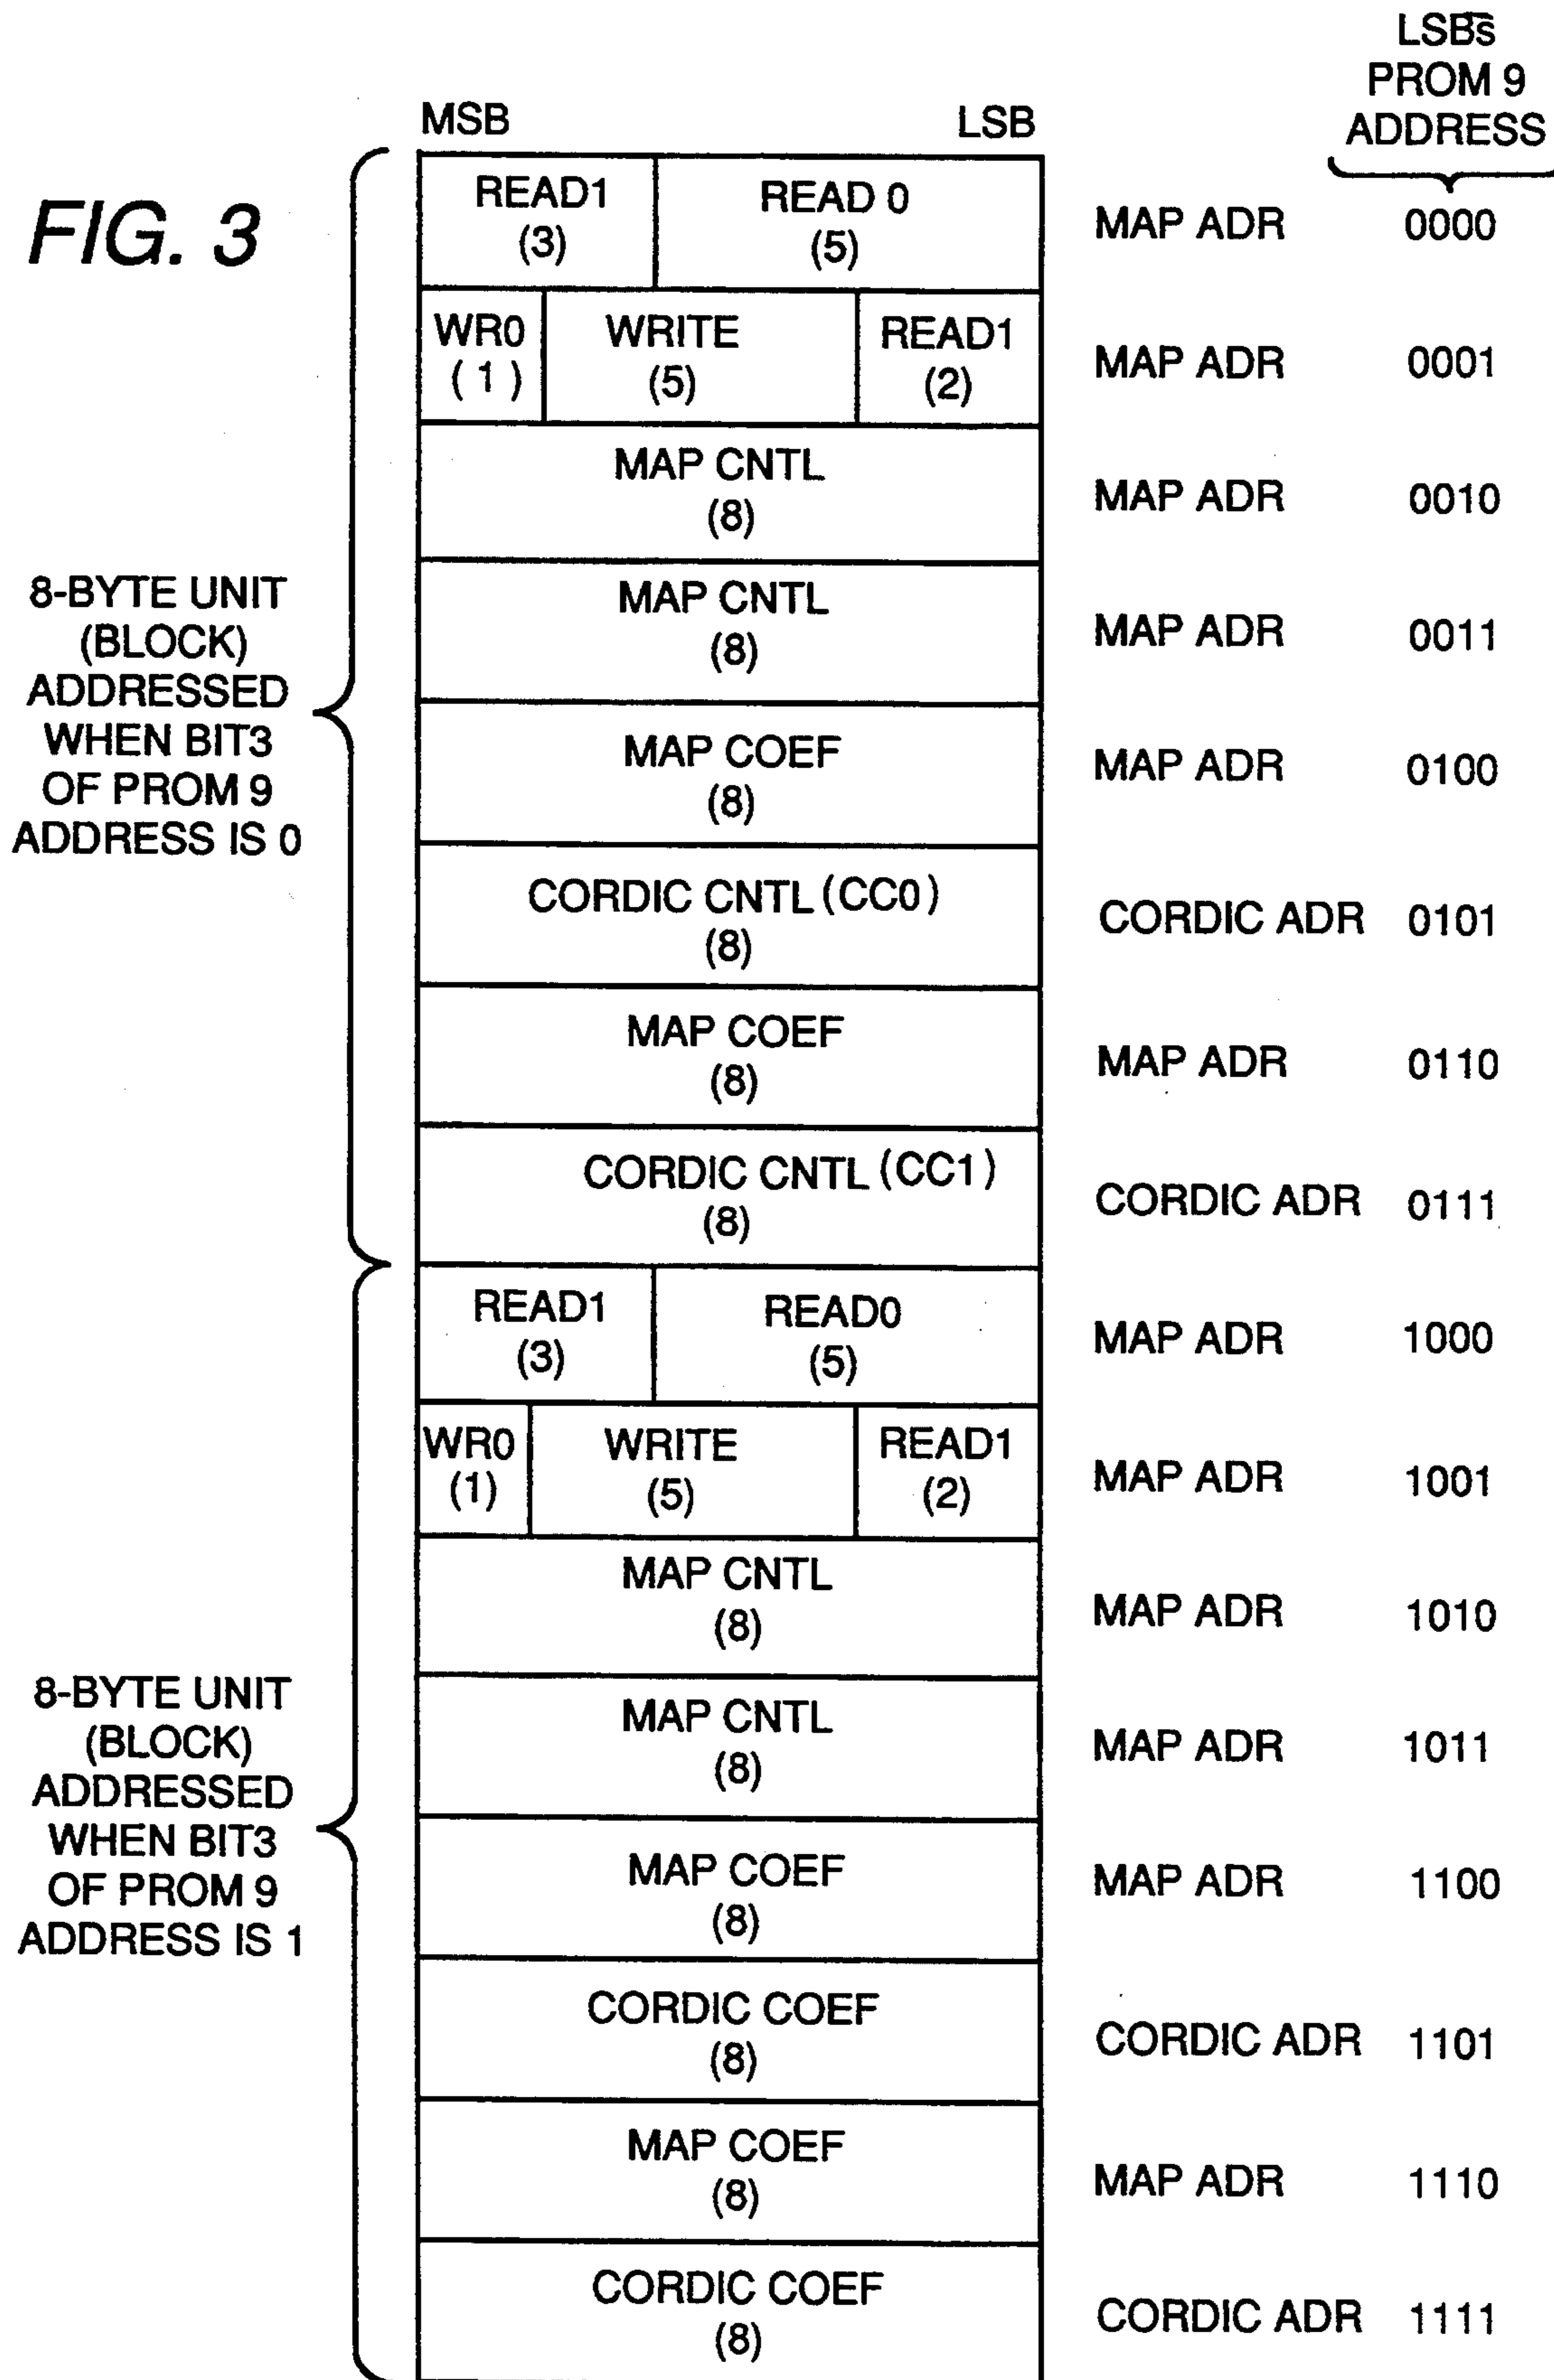 LSBs
PROM 9
ADDRESS
MSB LSB
FIG. 3
READ1 READ 0 MAP ADR 0000
(3) (5)
WR0 WRITE READ1 MAP ADR 0001
(1) (5) (2)
MAP CNTL MAP ADR 0010
(8)
8-BYTE UNIT
(BLOCK)
ADDRESSED
WHEN BIT3
OF PROM 9
ADDRESS IS 0
MAP CNTL MAP ADR 0011
(8)
MAP COEF MAP ADR 0100
(8)
CORDIC CNTL (CC0) CORDIC ADR 0101
(8)
MAP COEF MAP ADR 0110
(8)
CORDIC CNTL (CC1) CORDIC ADR 0111
(8)
READ1 READ0 MAP ADR 1000
(3) (5)
WR0 WRITE READ1 MAP ADR 1001
(1) (5) (2)
MAP CNTL MAP ADR 1010
(8)
8-BYTE UNIT
(BLOCK)
ADDRESSED
WHEN BIT3
OF PROM 9
ADDRESS IS 1
MAP CNTL MAP ADR 1011
(8)
MAP COEF MAP ADR 1100
(8)
CORDIC COEF CORDIC ADR 1101
(8)
MAP COEF MAP ADR 1110
(8)
CORDIC COEF CORDIC ADR 1111
(8)